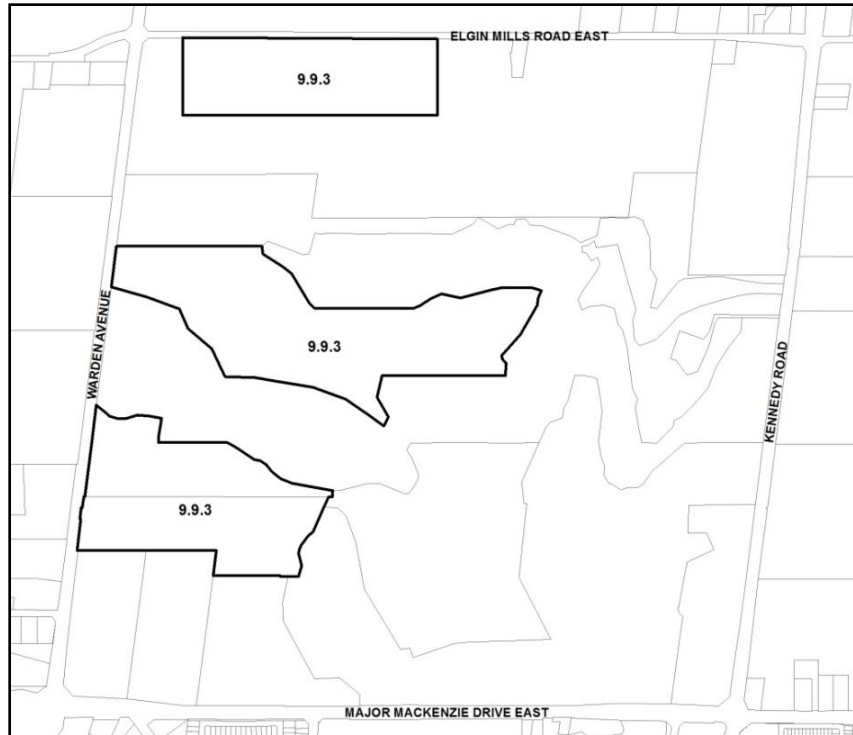 ELGIN MILLS ROAD EAST
9.9.3
WARDEN AVENUE
9.9.3
KENNEDY ROAD
9.9.3
MAJOR MACKENZIE DRIVE EAST